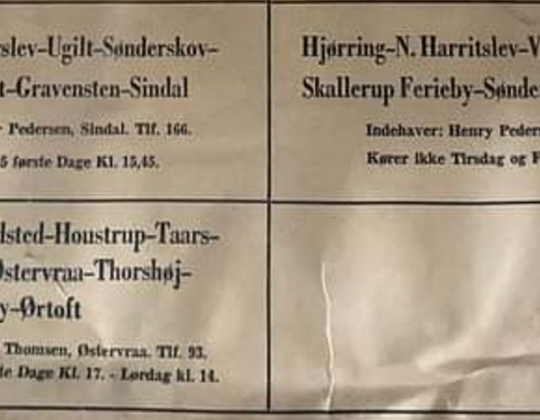 slev–Ugilt–Sønderskov–
t–Gravensten–Sindal
Pedersen, Sindal. Tlf. 166.
5 første Dage Kl. 15,45.
Hjørring–N. Harritslev–V
Skallerup Ferieby–Sønde
Indehaver: Henry Peder
Kører ikke Tirsdag og F
lsted–Houstrup–Taars–
Østervraa–Thorshøj–
y–Ørtoft
Thomsen, Østervraa. Tlf. 93.
te Dage Kl. 17. - Lørdag kl. 14.